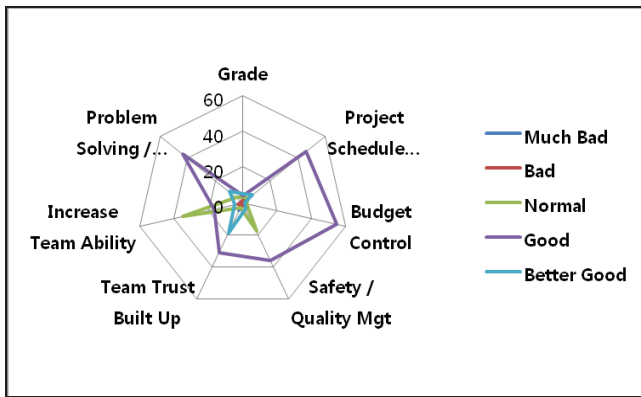 Grade
60
40
20
0
Project
Schedule...
Budget
Control
Safety /
Quality Mgt
Team Trust
Built Up
Increase
Team Ability
Problem
Solving /...
Much Bad
Bad
Normal
Good
Better Good